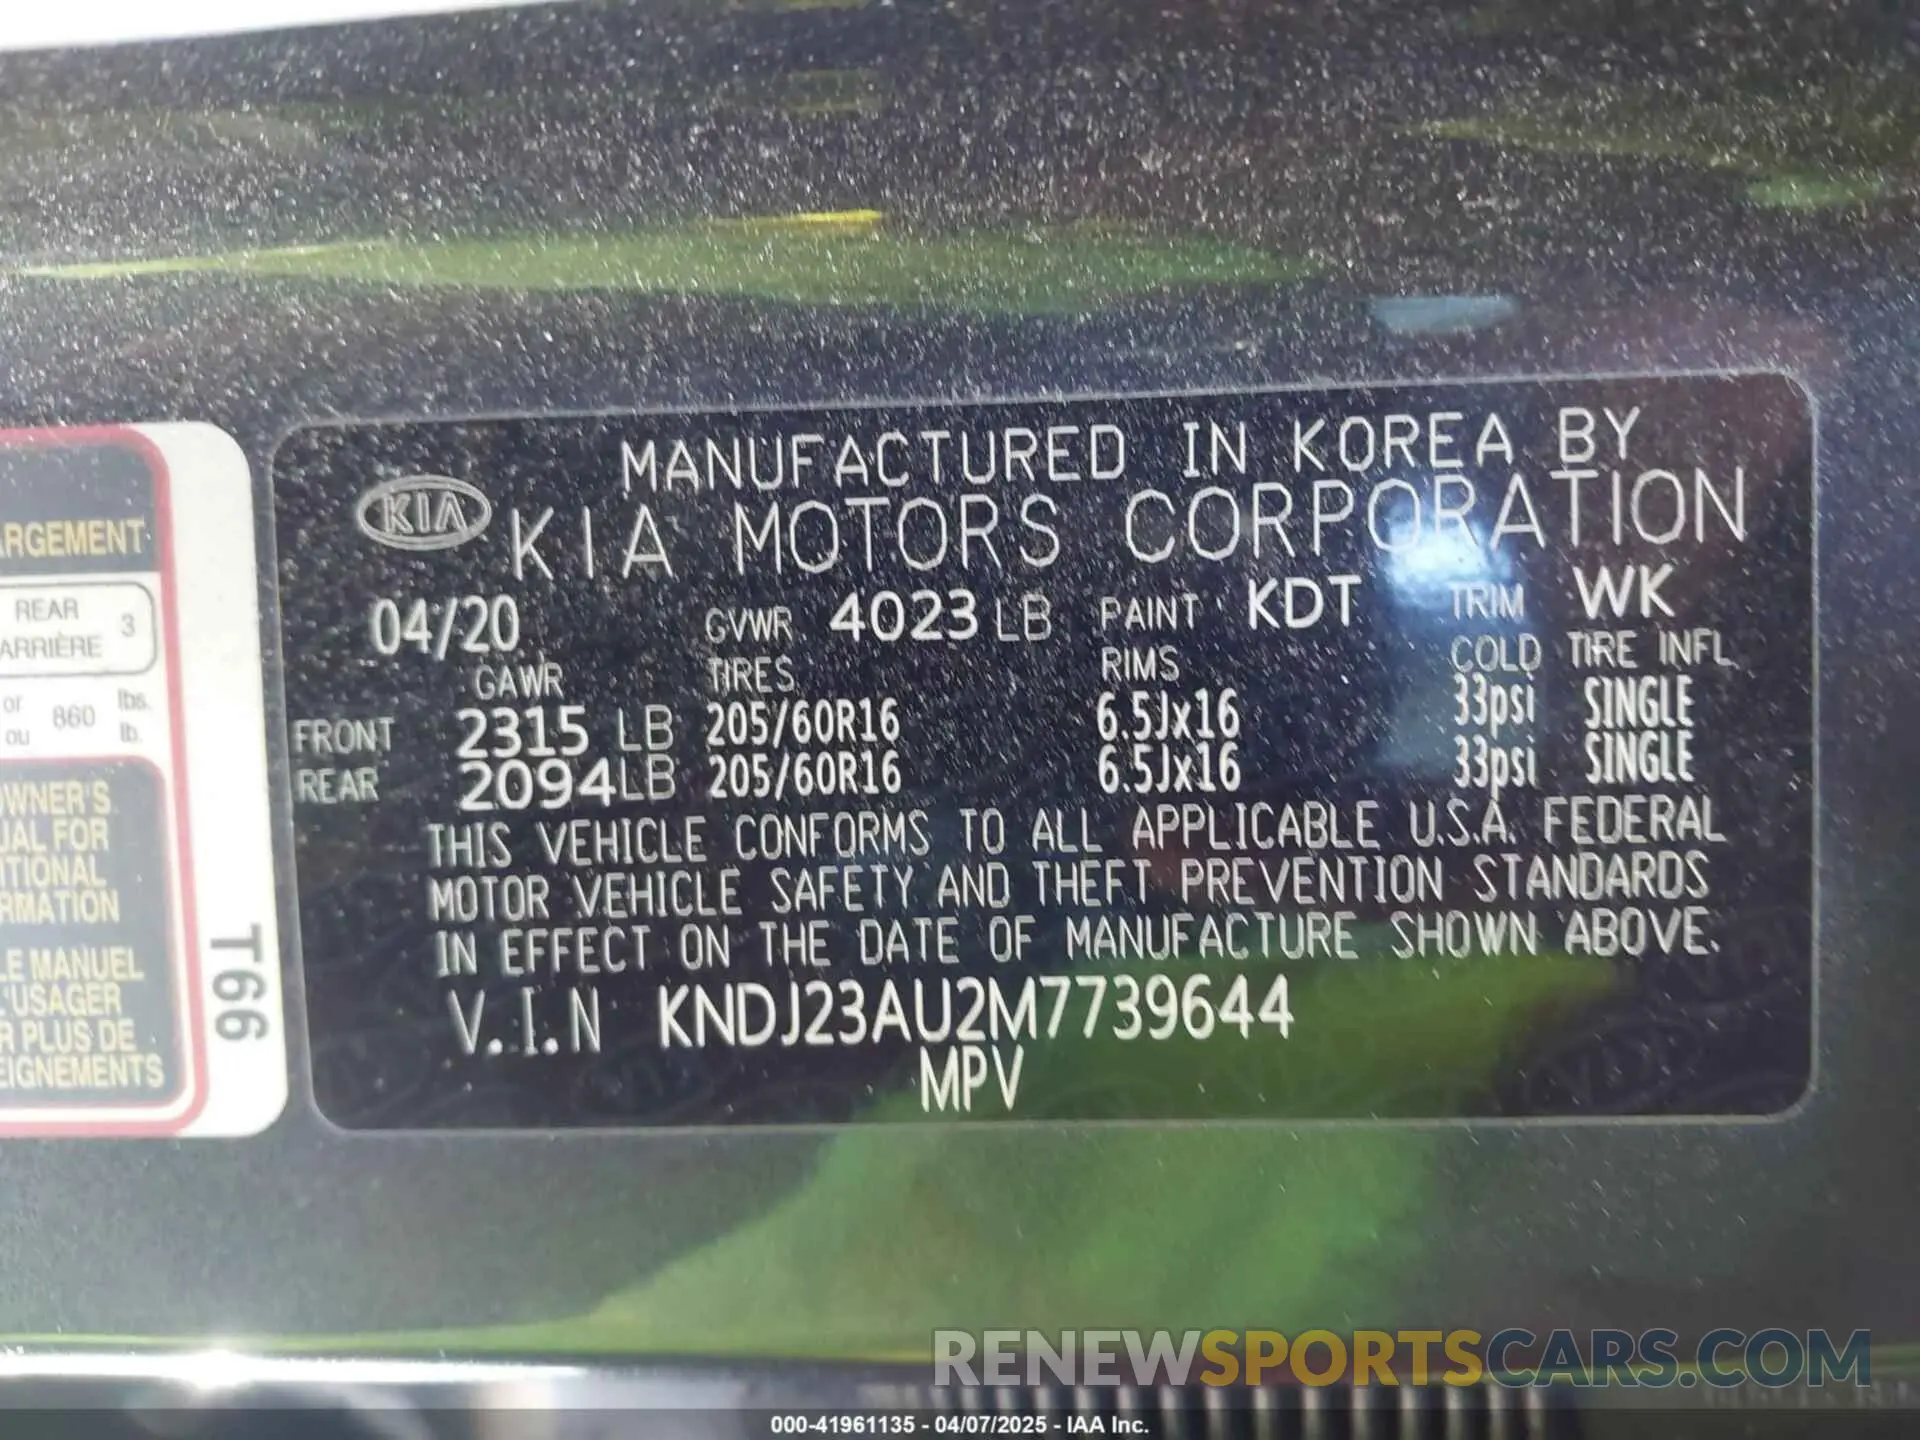 MANUFACTURED IN KOREA BY
KIA KIA MOTORS CORPORATION
04/20 GVWR 4023 LB PAINT KDT TRIM WK
GAWR TIRES RIMS COLD TIRE INFL
FRONT 2315 LB 205/60R16 6.5Jx16 33psi SINGLE
REAR 2094LB 205/60R16 6.5Jx16 33psi SINGLE
THIS VEHICLE CONFORMS TO ALL APPLICABLE U.S.A. FEDERAL
MOTOR VEHICLE SAFETY AND THEFT PREVENTION STANDARDS
IN EFFECT ON THE DATE OF MANUFACTURE SHOWN ABOVE.
V.I.N KNDJ23AU2M7739644
MPV
ARGEMENT
REAR 3
ARRIÈRE
or 860 lbs.
ou lb.
OWNER'S
UAL FOR
ITIONAL
RMATION
LE MANUEL
L'USAGER
R PLUS DE
EIGNEMENTS
T66
RENEWSPORTSCARS.COM
000-41961135 - 04/07/2025 - IAA Inc.